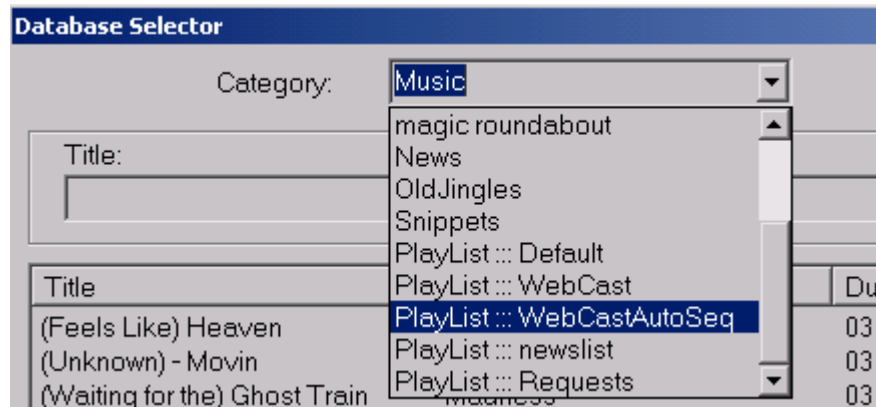 Database Selector
Category: Music
magic roundabout
Title:
News
OldJingles
Snippets
PlayList ::: Default
PlayList ::: WebCast
Title Du
PlayList ::: WebCastAutoSeq
(Feels Like) Heaven 03
PlayList ::: newslist
(Unknown) - Movin 03
PlayList ::: Requests
(Waiting for the) Ghost Train Madness 03